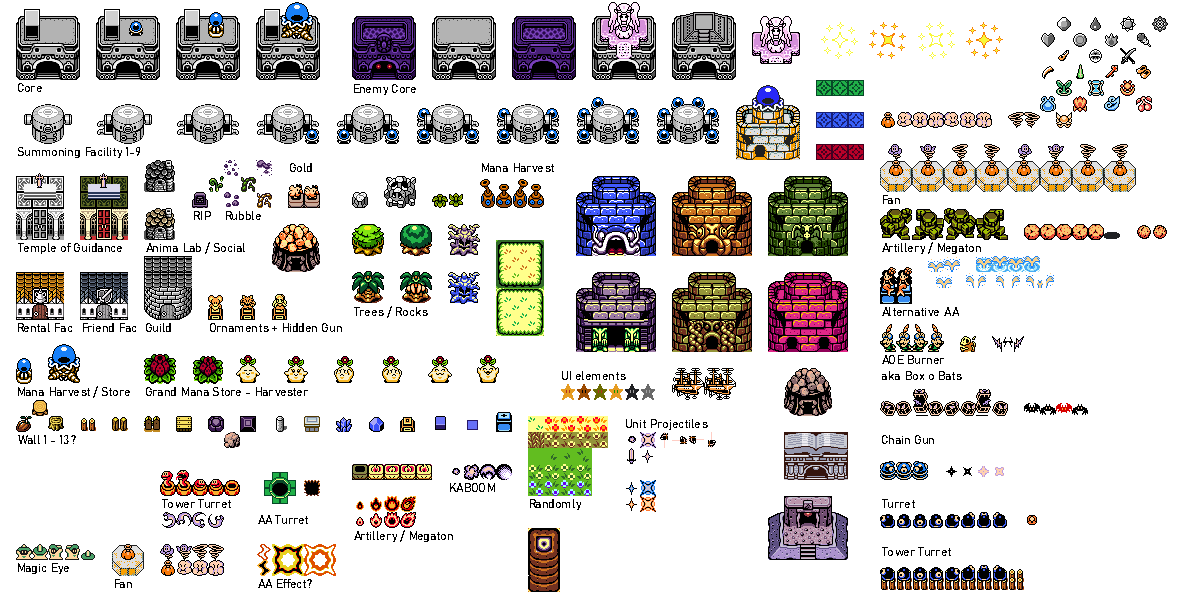 Core
Enemy Core
Summoning Facility 1-9
Gold
Mana Harvest
RIP
Rubble
Fan
Temple of Guidance
Anima Lab / Social
Artillery / Megaton
Trees / Rocks
Alternative AA
Rental Fac
Friend Fac
Guild
Ornaments + Hidden Gun
AOE Burner
aka Box o Bats
UI elements
Mana Harvest / Store
Grand Mana Store - Harvester
Unit Projectiles
Wall 1 - 13?
Chain Gun
KABOOM
Tower Turret
Randomly
Turret
AA Turret
Artillery / Megaton
Tower Turret
Magic Eye
Fan
AA Effect?